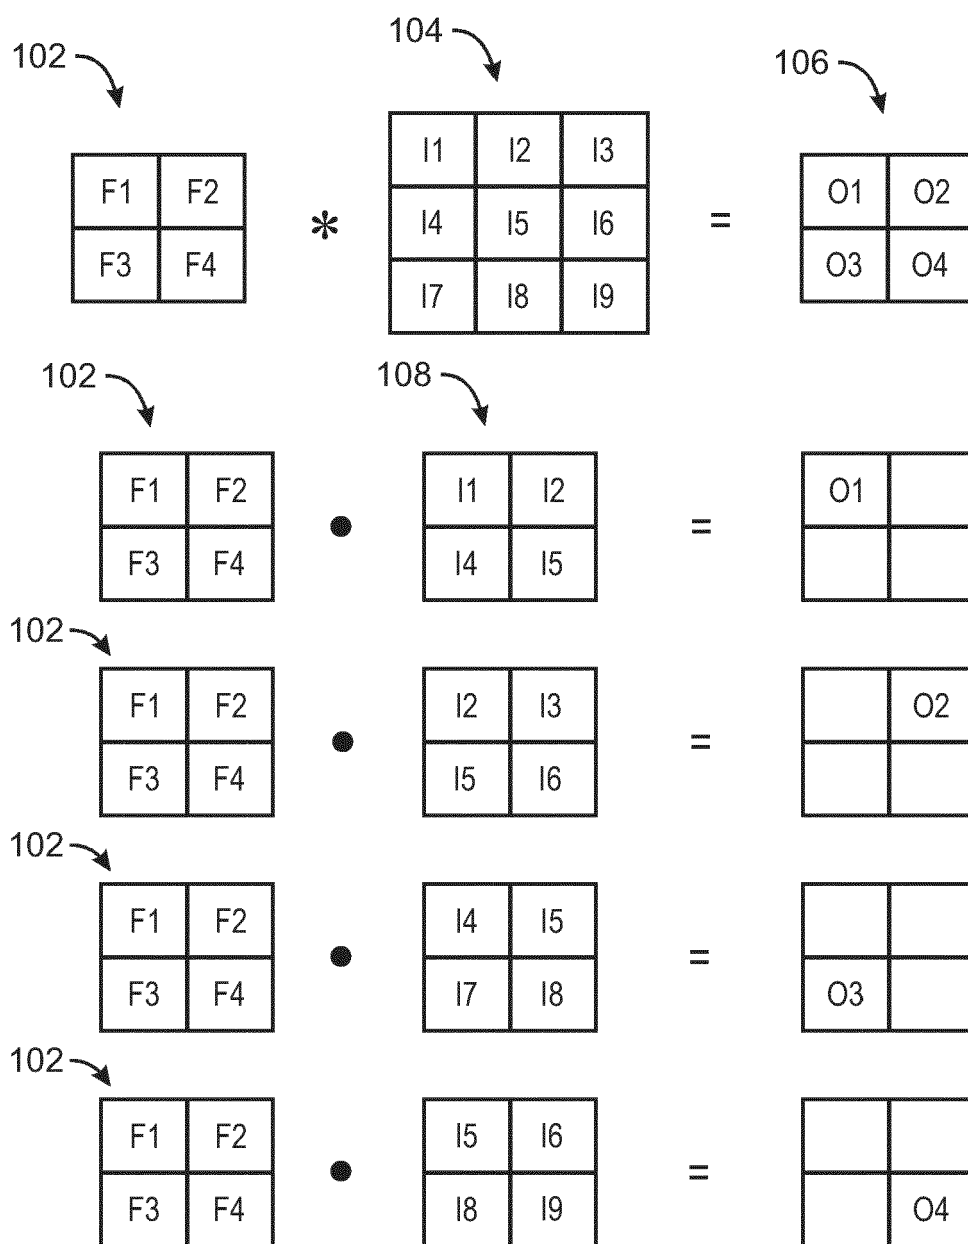 102 104 106
I1 I2 I3
F1 F2 O1 O2
* I4 I5 I6 =
F3 F4 O3 O4
I7 I8 I9
102 108
F1 F2 I1 I2 O1
• =
F3 F4 I4 I5
102
F1 F2 I2 I3 O2
• =
F3 F4 I5 I6
102
F1 F2 I4 I5
• =
F3 F4 I7 I8 O3
102
F1 F2 I5 I6
• =
F3 F4 I8 I9 O4